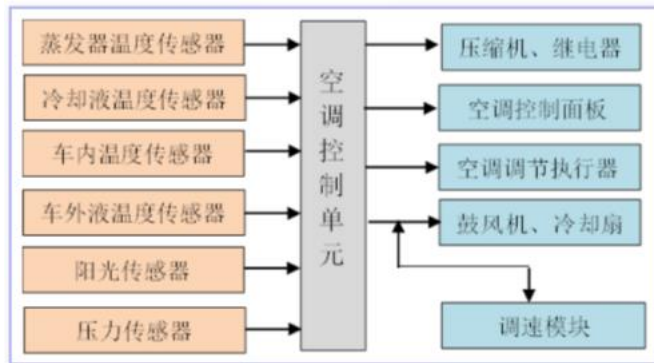 蒸发器温度传感器
冷却液温度传感器
车内温度传感器
车外液温度传感器
阳光传感器
压力传感器
空调控制单元
压缩机、继电器
空调控制面板
空调调节执行器
鼓风机、冷却扇
调速模块